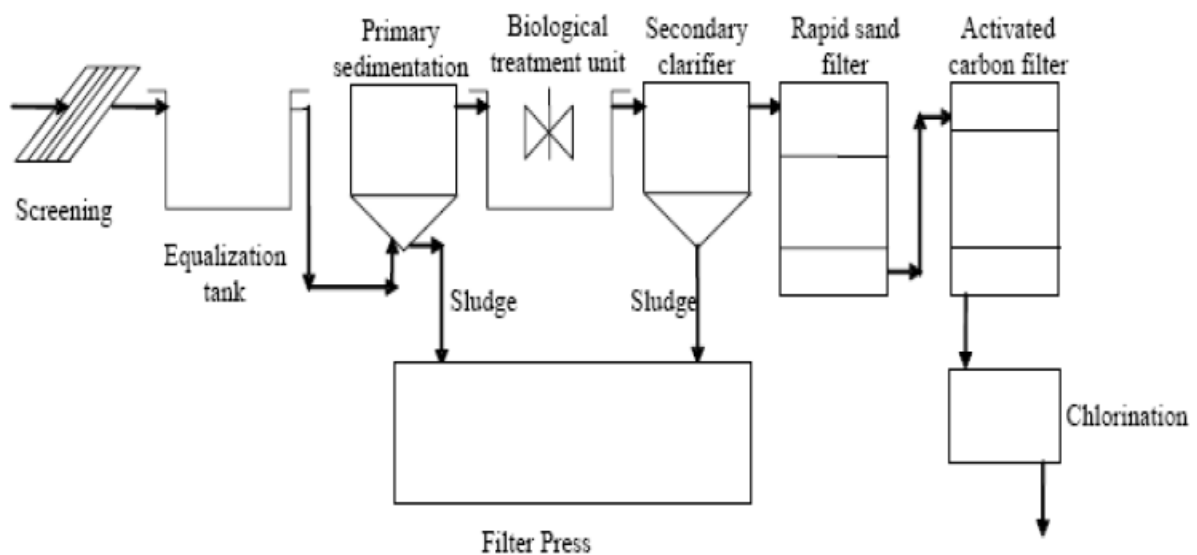 Primary
sedimentation
Biological
treatment unit
Secondary
clarifier
Rapid sand
filter
Activated
carbon filter
Screening
Equalization
tank
Sludge
Sludge
Chlorination
Filter Press